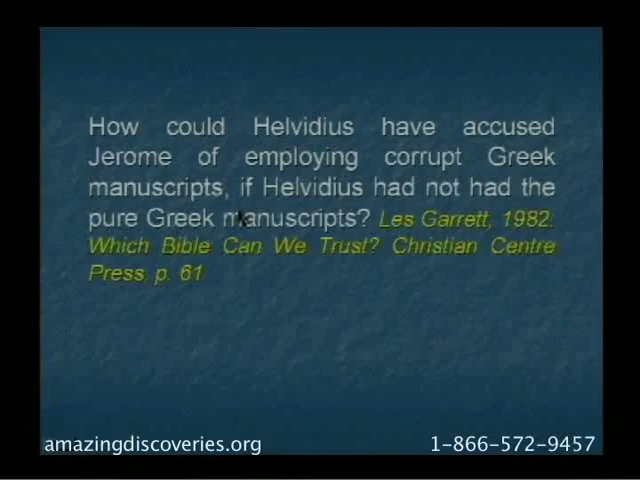 How could Helvidius have accused
Jerome of employing corrupt Greek
manuscripts, if Helvidius had not had the
pure Greek manuscripts? Les Garrett, 1982.
Which Bible Can We Trust? Christian Centre
Press, p. 61
amazingdiscoveries.org 1-866-572-9457